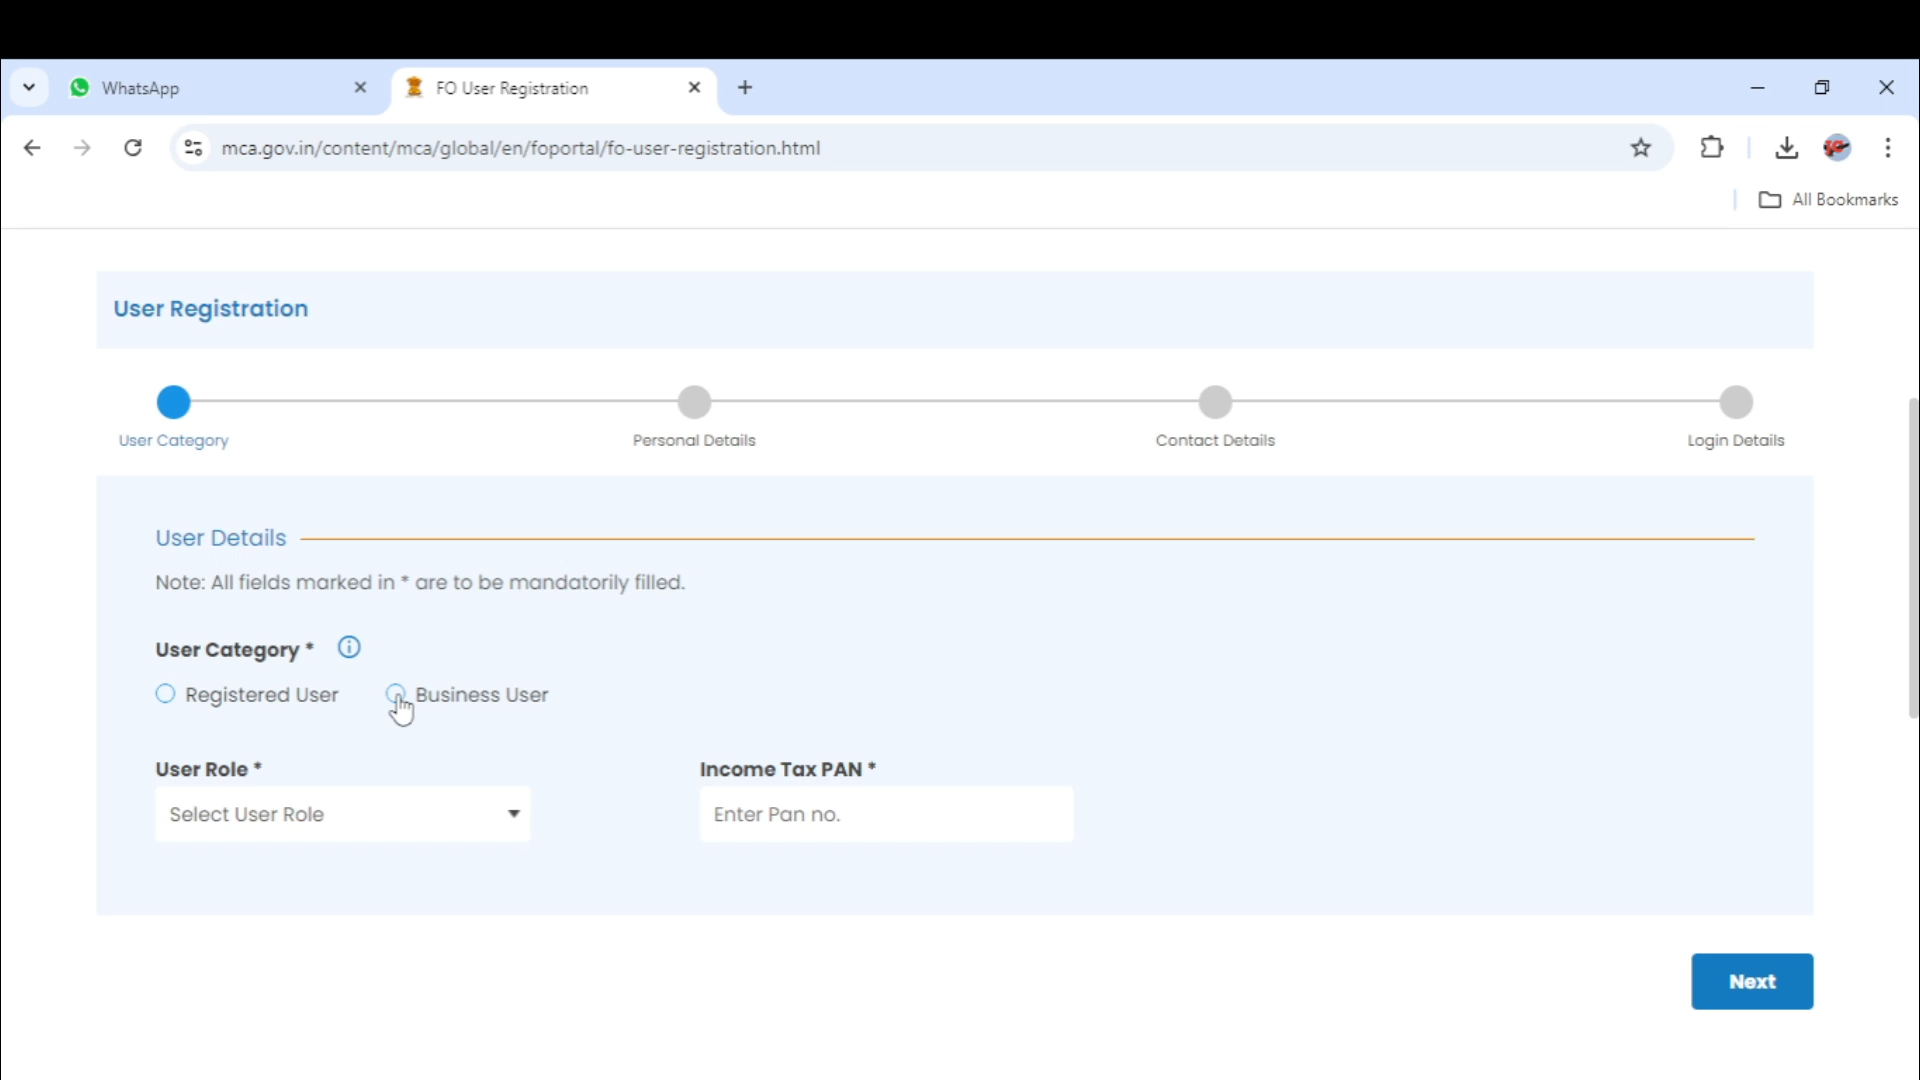 WhatsApp
FO User Registration
mca.gov.in/content/mca/global/en/foportal/fo-user-registration.html
All Bookmarks
User Registration
User Category
Personal Details
Contact Details
Login Details
User Details
Note: All fields marked in * are to be mandatorily filled.
User Category *
Registered User
Business User
User Role *
Income Tax PAN *
Select User Role
Enter Pan no.
Next